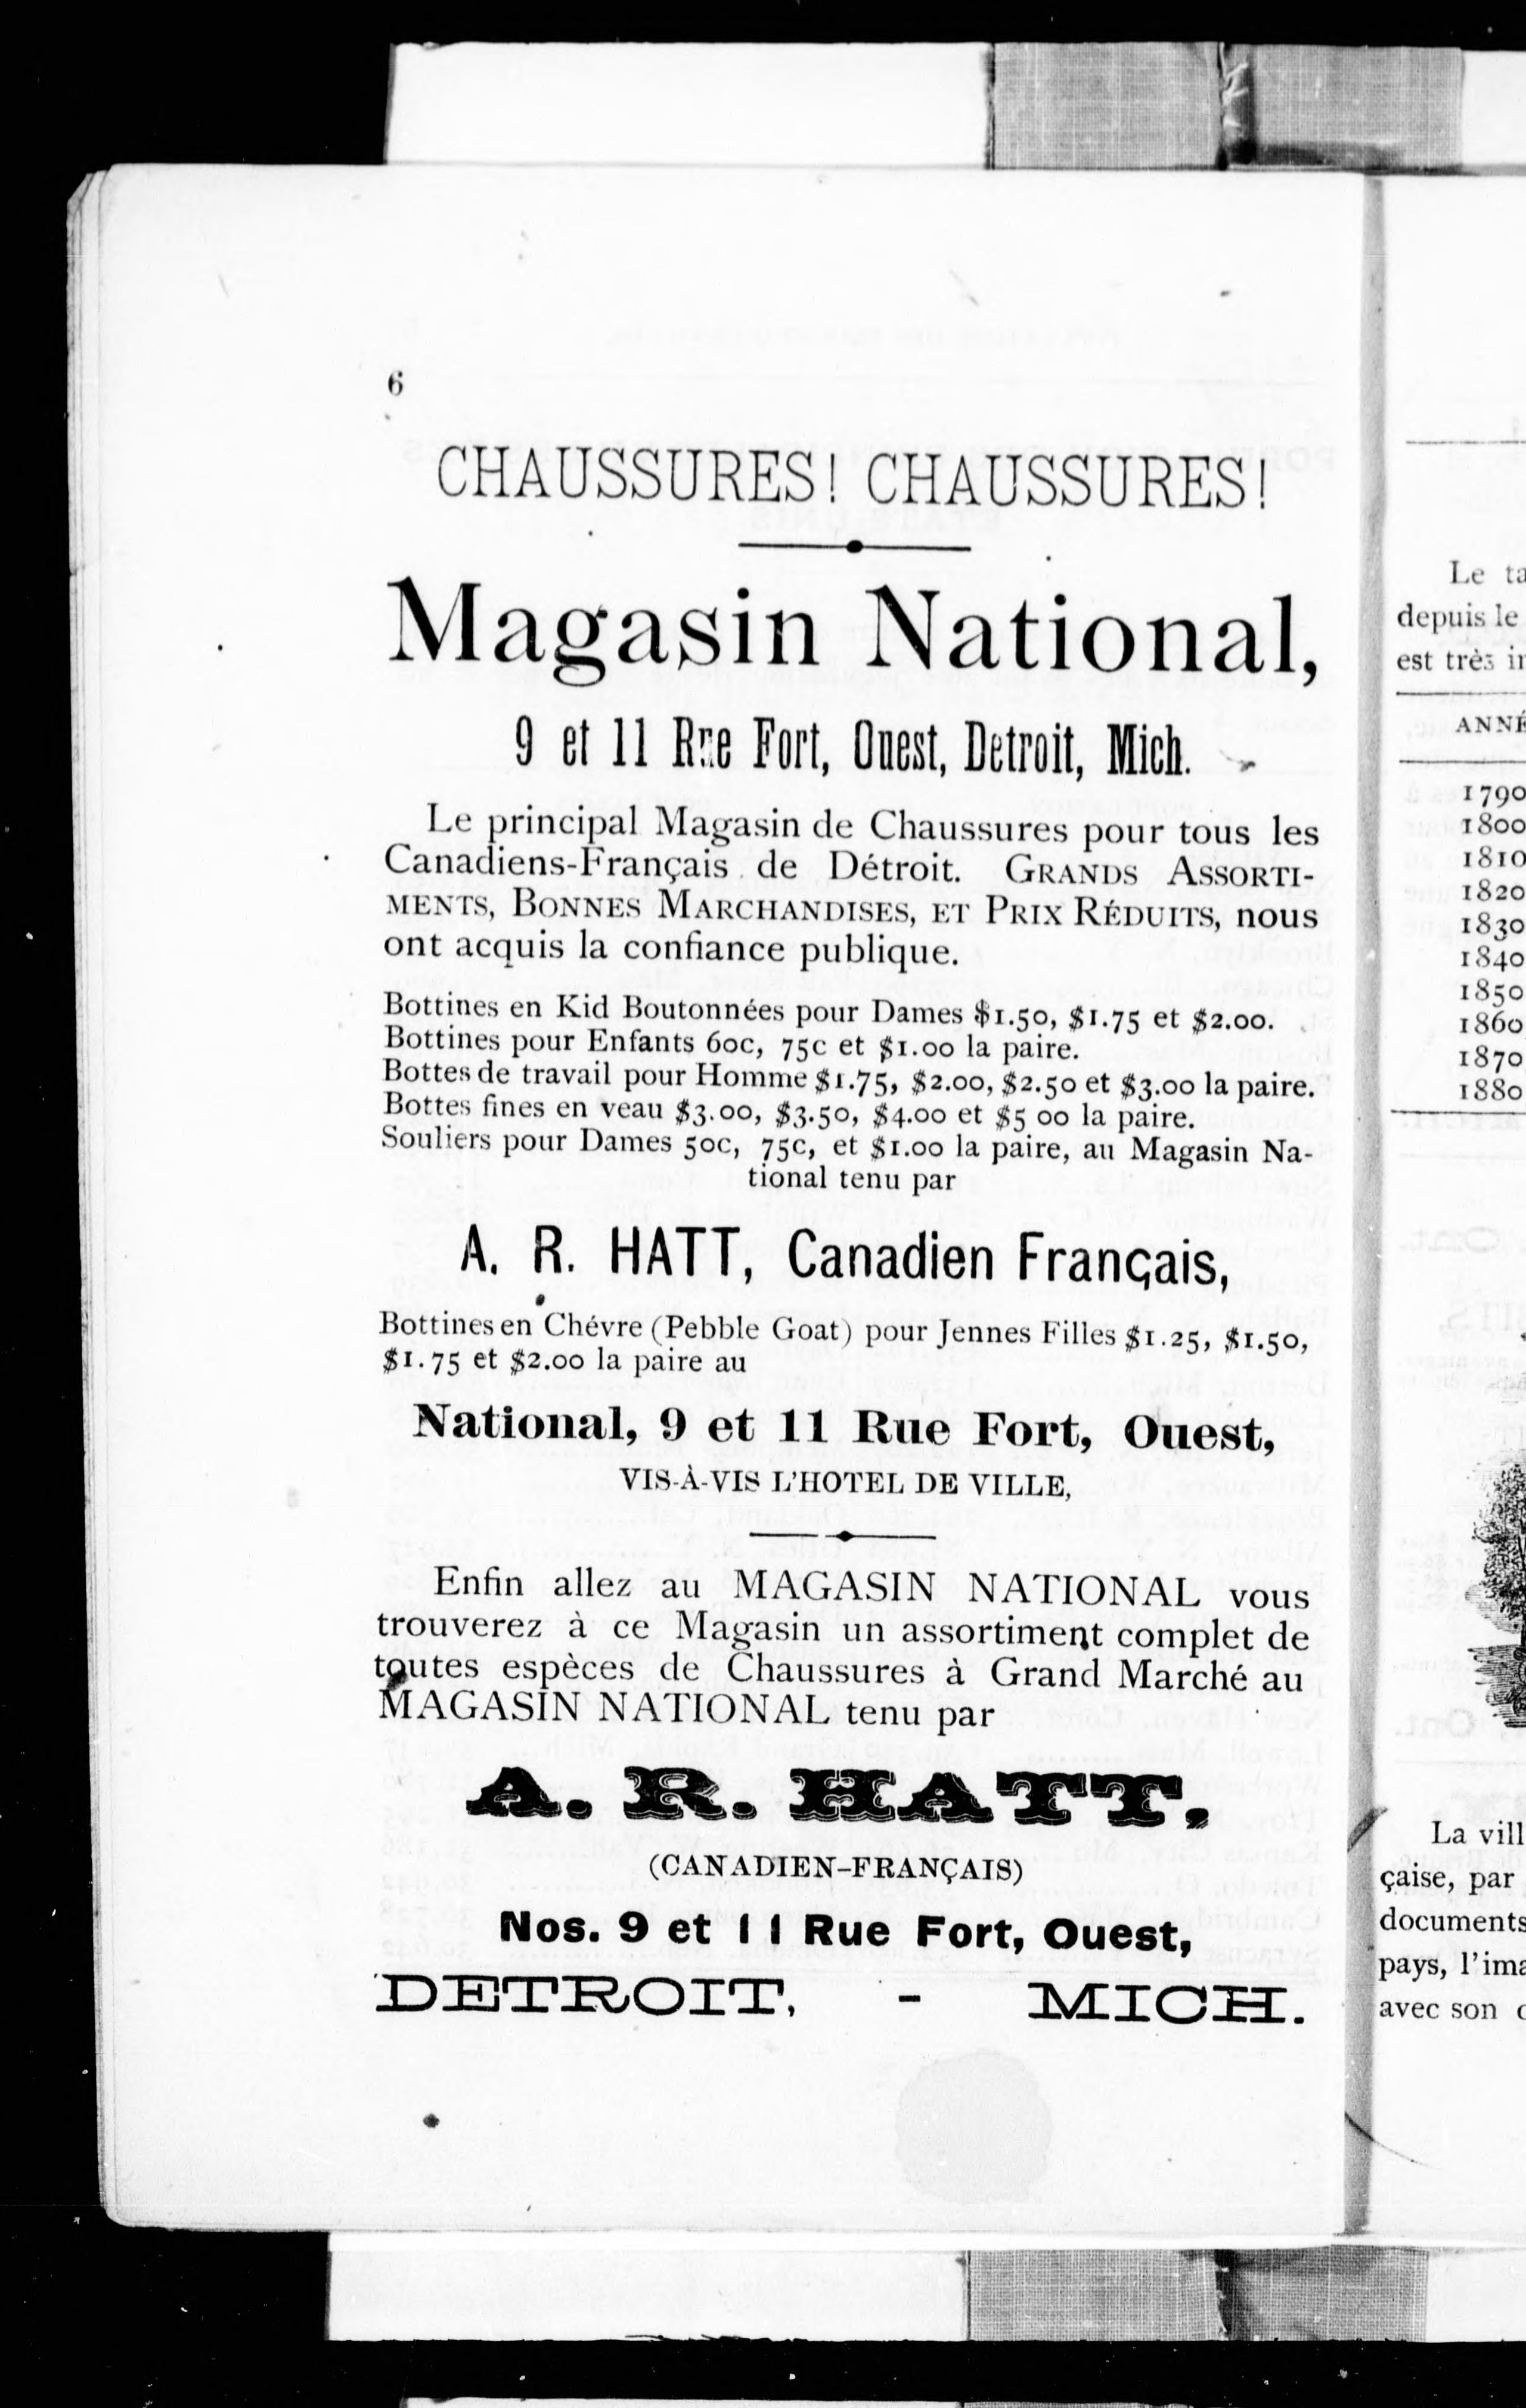 6
CHAUSSURES! CHAUSSURES!
Magasin National,
9 et 11 Rne Fort, Onest, Detroit, Mich.
Le principal Magasin de Chaussures pour tous les
Canadiens-Français de Détroit. GRANDS ASSORTI-
MENTS, BONNES MARCHANDISES, ET PRIX RÉDUITS, nous
ont acquis la confiance publique.
Bottines en Kid Boutonnées pour Dames $1.50, $1.75 et $2.00.
Bottines pour Enfants 60c, 75c et $1.00 la paire.
Bottes de travail pour Homme $1.75, $2.00, $2.50 et $3.00 la paire.
Bottes fines en veau $3.00, $3.50, $4.00 et $5 00 la paire.
Souliers pour Dames 50c, 75c, et $1.00 la paire, au Magasin Na-
tional tenu par
A. R. HATT, Canadien Français,
Bottines en Chévre (Pebble Goat) pour Jennes Filles $1.25, $1.50,
$1.75 et $2.00 la paire au
National, 9 et 11 Rue Fort, Ouest,
VIS-À-VIS L'HOTEL DE VILLE,
Enfin allez au MAGASIN NATIONAL vous
trouverez à ce Magasin un assortiment complet de
toutes espèces de Chaussures à Grand Marché au
MAGASIN NATIONAL tenu par
A. R. HATT,
(CANADIEN-FRANÇAIS)
Nos. 9 et 11 Rue Fort, Ouest,
DETROIT, - MICH.
Le
depuis le
est très
1790
1800
1810
1820
1830
1840
1850
1860
1870
1880
La
çaise, par
documents
pays,
avec son